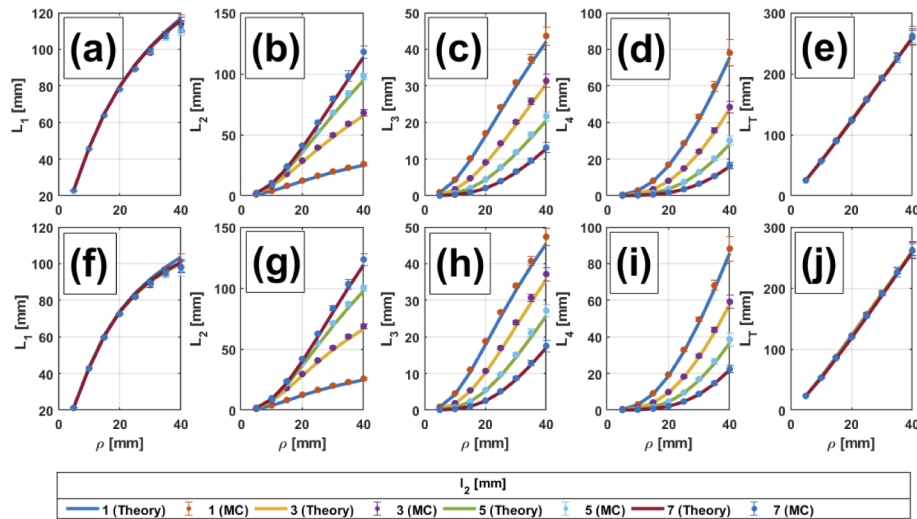 (a) (b) (c) (d) (e)
L1 [mm] L2 [mm] L3 [mm] L4 [mm] LT [mm]
120 100 80 60 40 20
150 100 50 0
50 40 30 20 10 0
100 80 60 40 20 0
300 200 100 0
0 20 40 0 20 40 0 20 40 0 20 40 0 20 40
(f) (g) (h) (i) (j)
L1 [mm] L2 [mm] L3 [mm] L4 [mm] LT [mm]
120 100 80 60 40 20
150 100 50 0
50 40 30 20 10 0
100 80 60 40 20 0
300 200 100 0
0 20 40 0 20 40 0 20 40 0 20 40 0 20 40
ρ [mm] ρ [mm] ρ [mm] ρ [mm] ρ [mm]
l2 [mm]
1 (Theory) 1 (MC) 3 (Theory) 3 (MC) 5 (Theory) 5 (MC) 7 (Theory) 7 (MC)